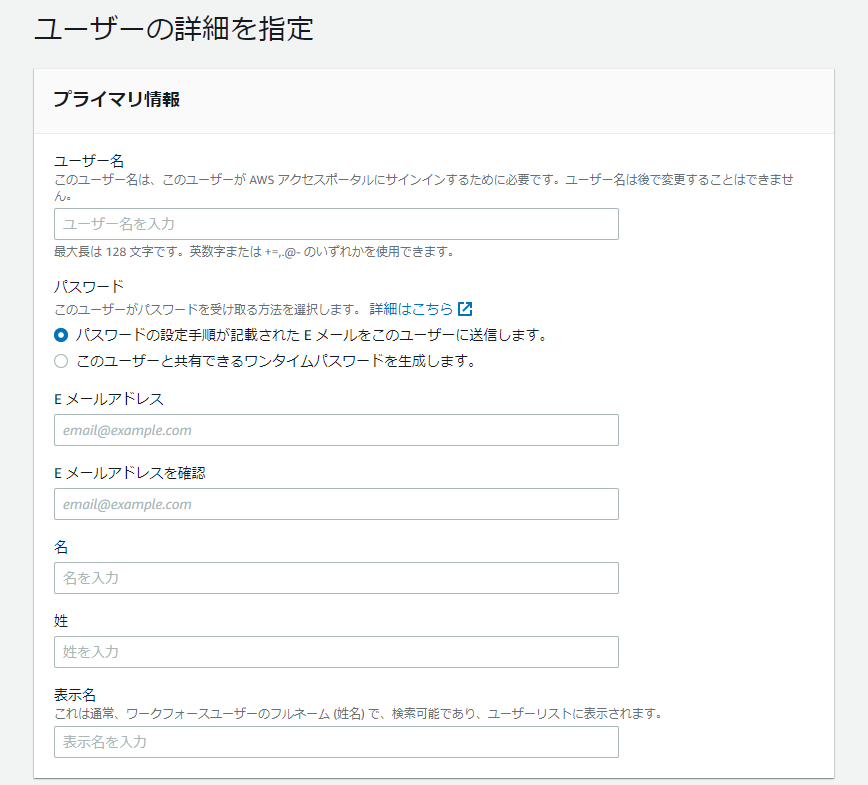 ユーザーの詳細を指定
プライマリ情報
ユーザー名
このユーザー名は、このユーザーが AWS アクセスポータルにサインインするために必要です。ユーザー名は後で変更することはできませ
ん。
ユーザー名を入力
最大長は 128 文字です。英数字または +=,.@- のいずれかを使用できます。
パスワード
このユーザーがパスワードを受け取る方法を選択します。 詳細はこちら
パスワードの設定手順が記載された E メールをこのユーザーに送信します。
このユーザーと共有できるワンタイムパスワードを生成します。
E メールアドレス
email@example.com
E メールアドレスを確認
email@example.com
名
名を入力
姓
姓を入力
表示名
これは通常、ワークフォースユーザーのフルネーム (姓名) で、検索可能であり、ユーザーリストに表示されます。
表示名を入力